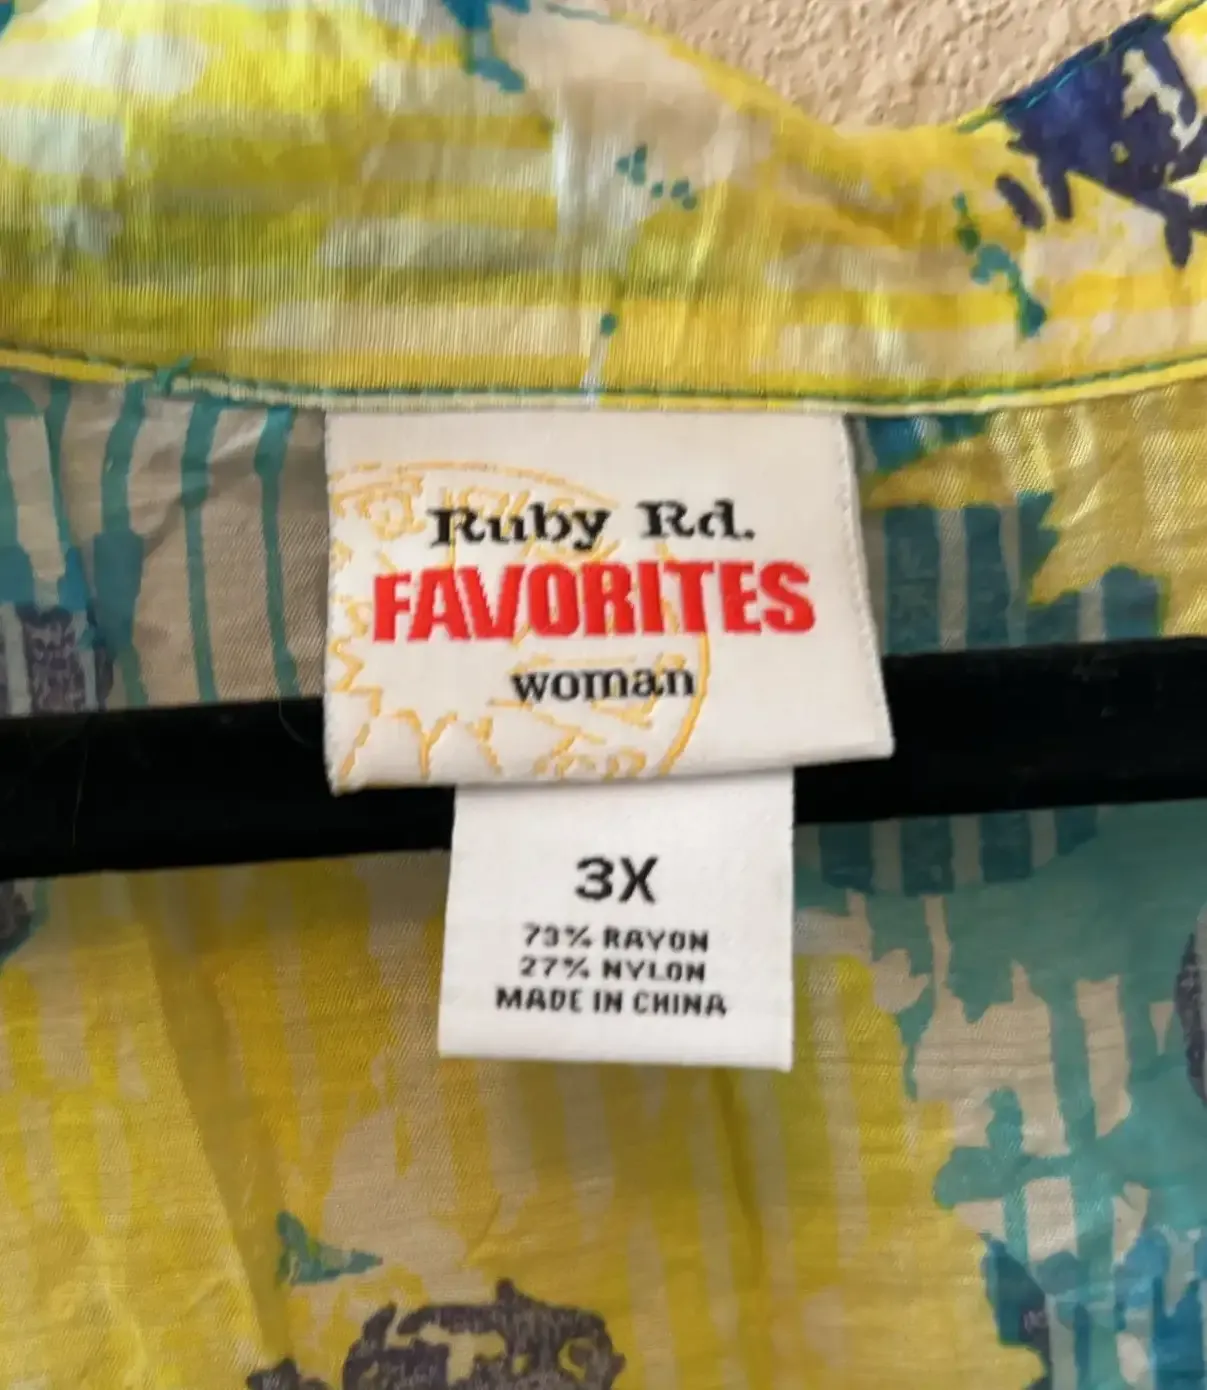 Ruby Rd.
FAVORITES
woman
3X
73% RAYON
27% NYLON
MADE IN CHINA